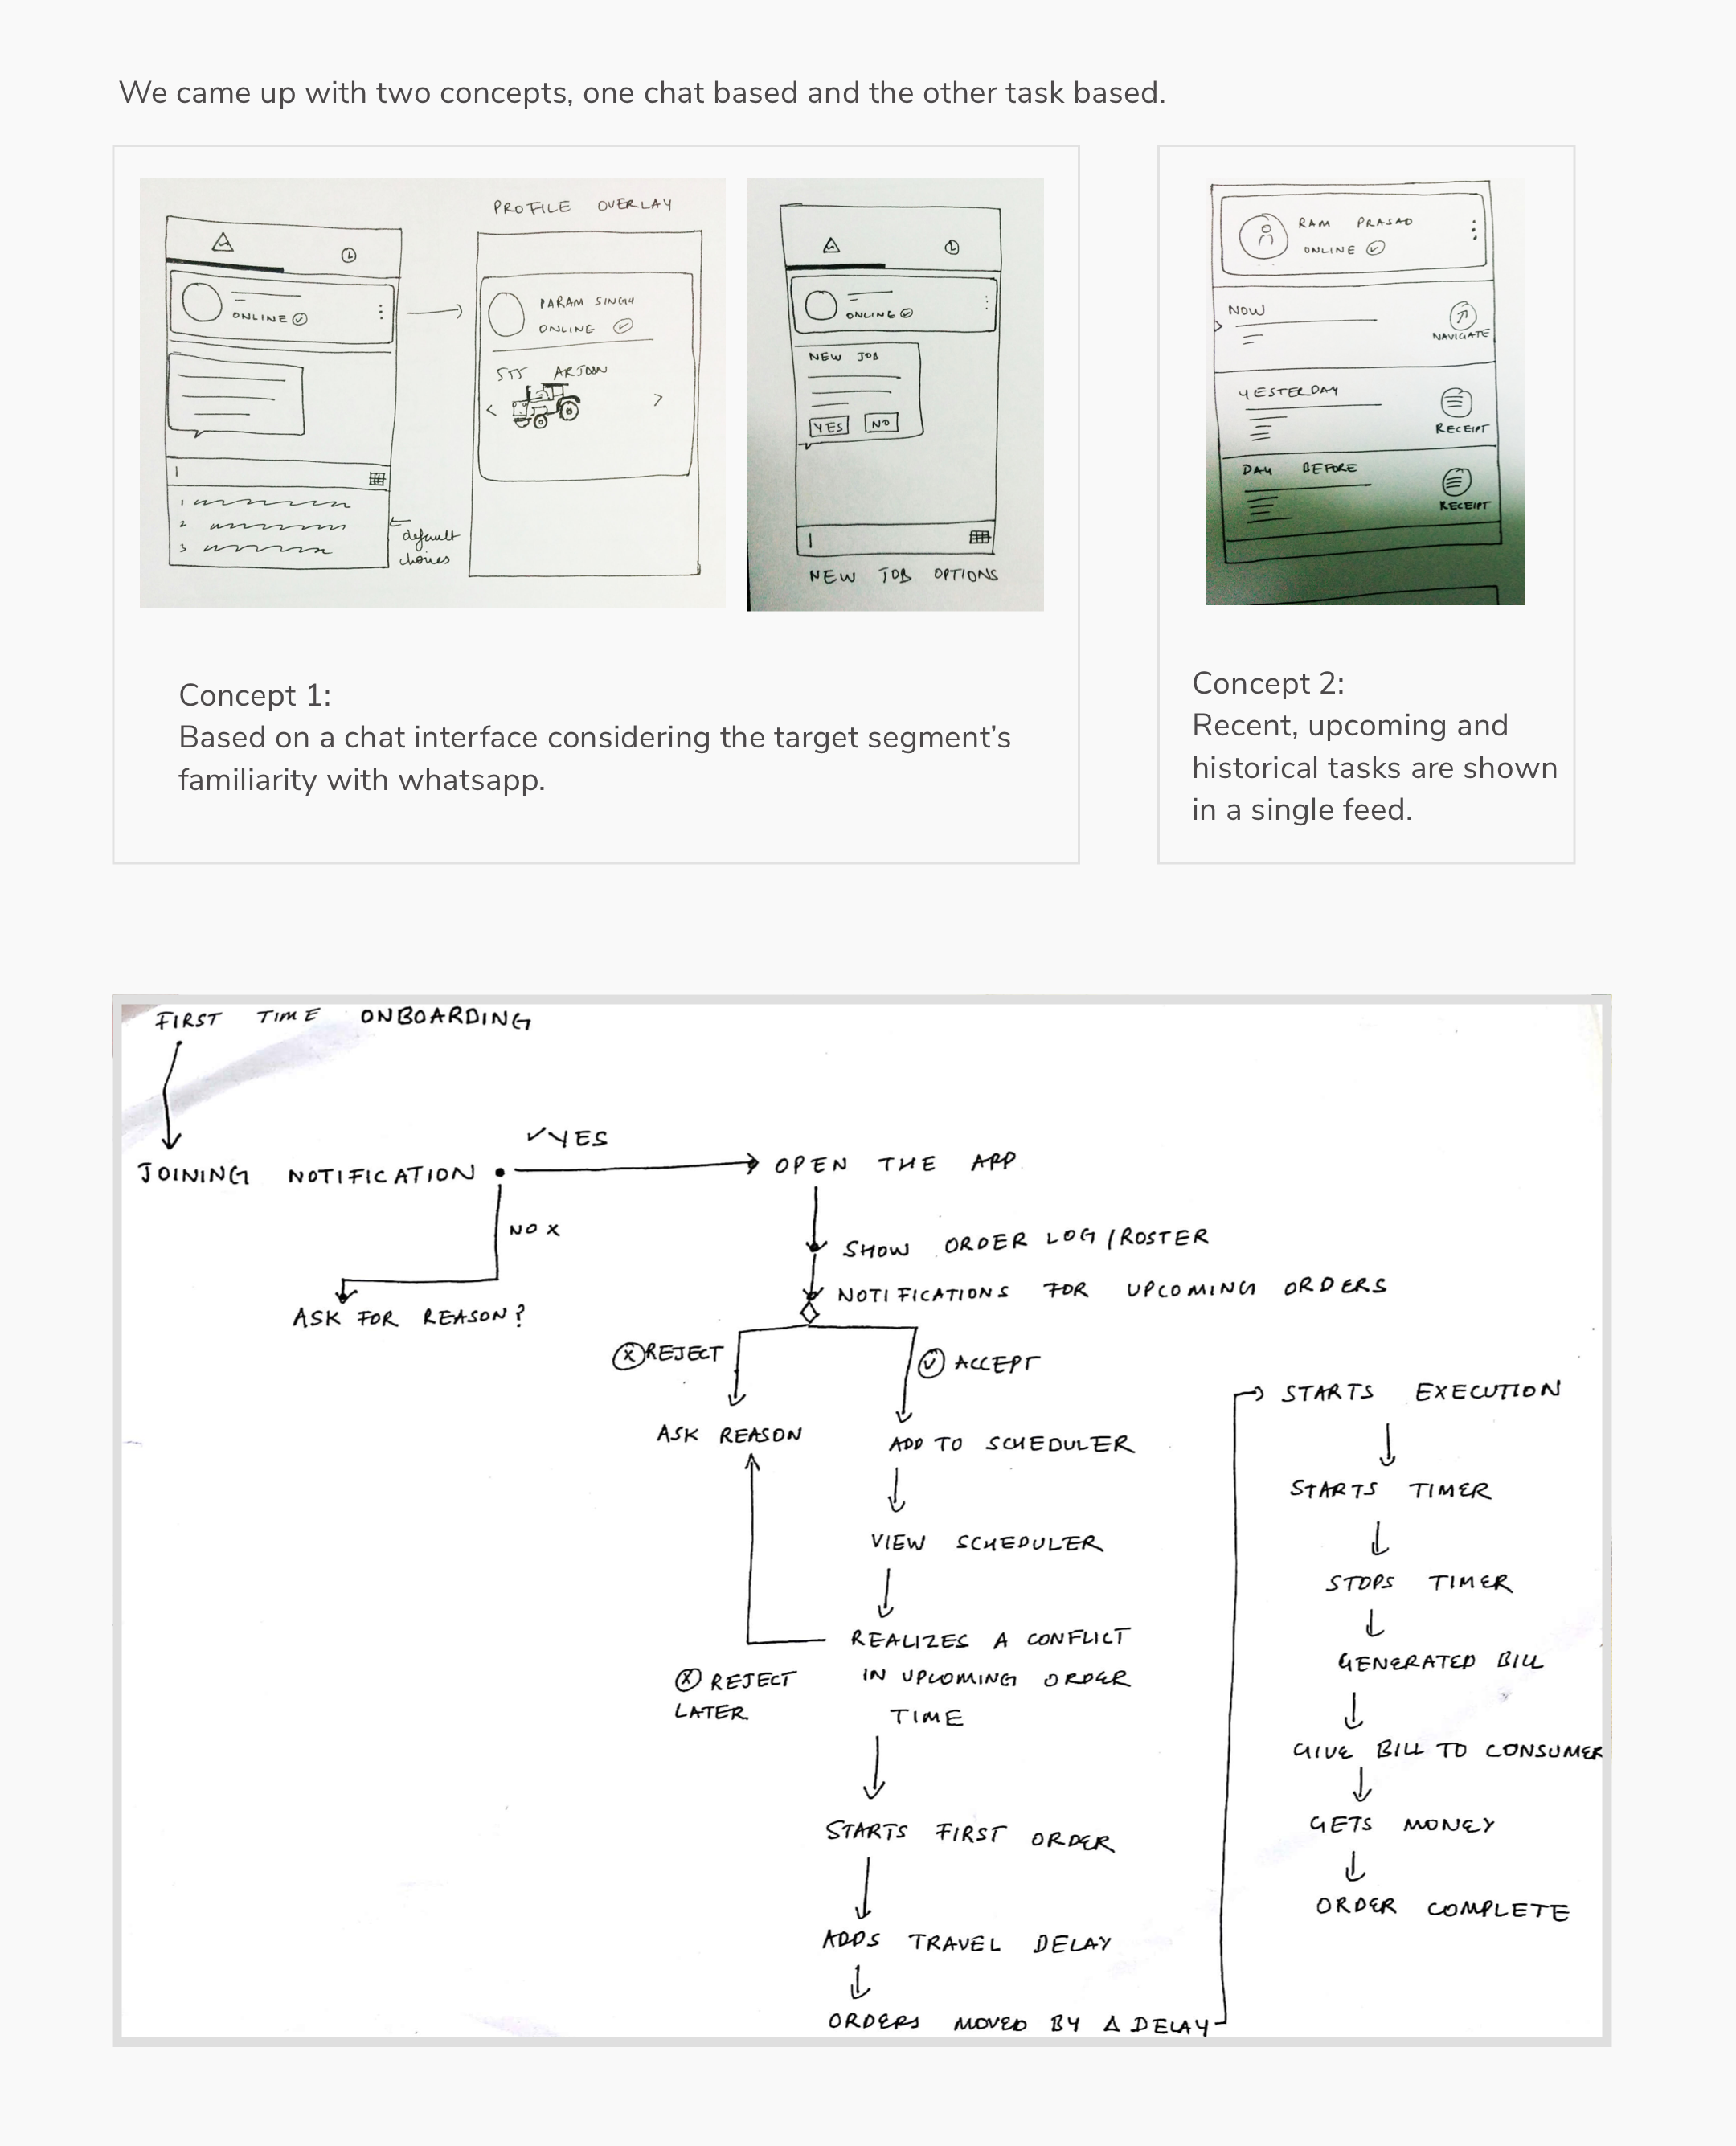 We came up with two concepts, one chat based and the other task based.
PROFILE OVERLAY
ONLINE
default
choices
1
2
3
PARAM SINGH
ONLINE
ARJUN
ONLINE
NEW JOB
YES NO
NEW JOB OPTIONS
Concept 1:
Based on a chat interface considering the target segment’s
familiarity with whatsapp.
RAM PRASAD
ONLINE
NOW
NAVIGATE
YESTERDAY
RECEIPT
DAY BEFORE
RECEIPT
Concept 2:
Recent, upcoming and
historical tasks are shown
in a single feed.
FIRST TIME ONBOARDING
JOINING NOTIFICATION
YES
NO X
ASK FOR REASON?
OPEN THE APP
SHOW ORDER LOG/ROSTER
NOTIFICATIONS FOR UPCOMING ORDERS
X REJECT
ASK REASON
ACCEPT
ADD TO SCHEDULER
VIEW SCHEDULER
REALIZES A CONFLICT
IN UPCOMING ORDER
TIME
X REJECT
LATER
STARTS FIRST ORDER
ADDS TRAVEL DELAY
ORDERS MOVED BY Δ DELAY
STARTS EXECUTION
STARTS TIMER
STOPS TIMER
GENERATED BILL
GIVE BILL TO CONSUMER
GETS MONEY
ORDER COMPLETE